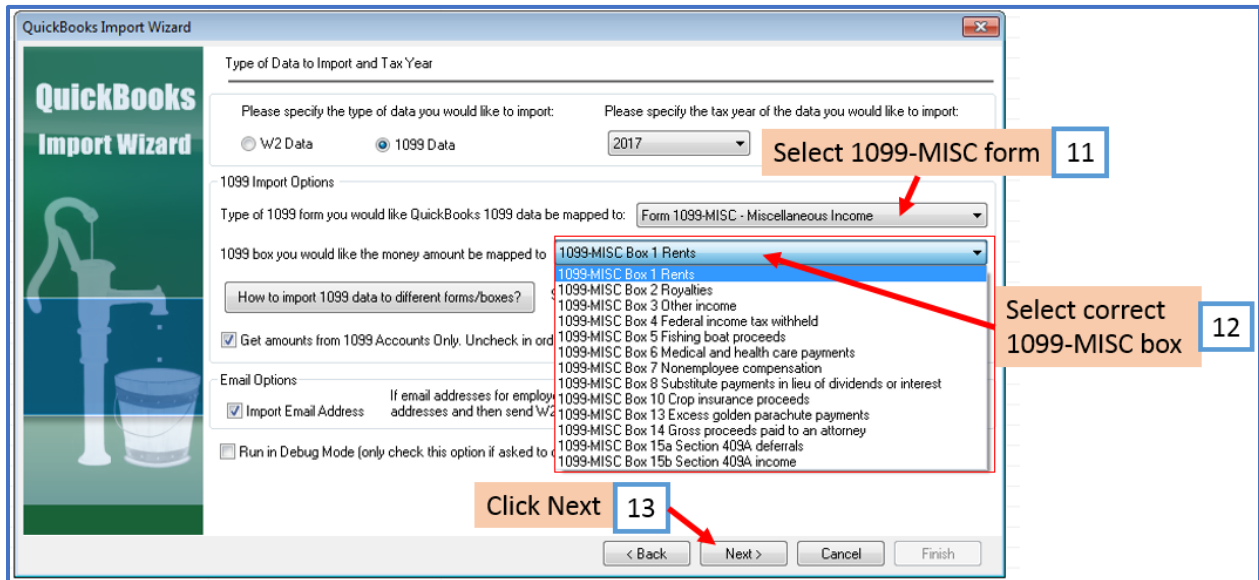 QuickBooks Import Wizard
Type of Data to Import and Tax Year
QuickBooks
Import Wizard
Please specify the type of data you would like to import:
Please specify the tax year of the data you would like to import:
W2 Data
1099 Data
2017
Select 1099-MISC form 11
1099 Import Options
Type of 1099 form you would like QuickBooks 1099 data be mapped to:
Form 1099-MISC - Miscellaneous Income
1099 box you would like the money amount be mapped to
1099-MISC Box 1 Rents
1099-MISC Box 1 Rents
1099-MISC Box 2 Royalties
1099-MISC Box 3 Other income
1099-MISC Box 4 Federal income tax withheld
1099-MISC Box 5 Fishing boat proceeds
1099-MISC Box 6 Medical and health care payments
1099-MISC Box 7 Nonemployee compensation
1099-MISC Box 8 Substitute payments in lieu of dividends or interest
1099-MISC Box 10 Crop insurance proceeds
1099-MISC Box 13 Excess golden parachute payments
1099-MISC Box 14 Gross proceeds paid to an attorney
1099-MISC Box 15a Section 409A deferrals
1099-MISC Box 15b Section 409A income
How to import 1099 data to different forms/boxes?
Get amounts from 1099 Accounts Only. Uncheck in ord
Select correct
1099-MISC box
12
Email Options
Import Email Address
If email addresses for employe
addresses and then send W2
Run in Debug Mode (only check this option if asked to
Click Next 13
< Back
Next >
Cancel
Finish